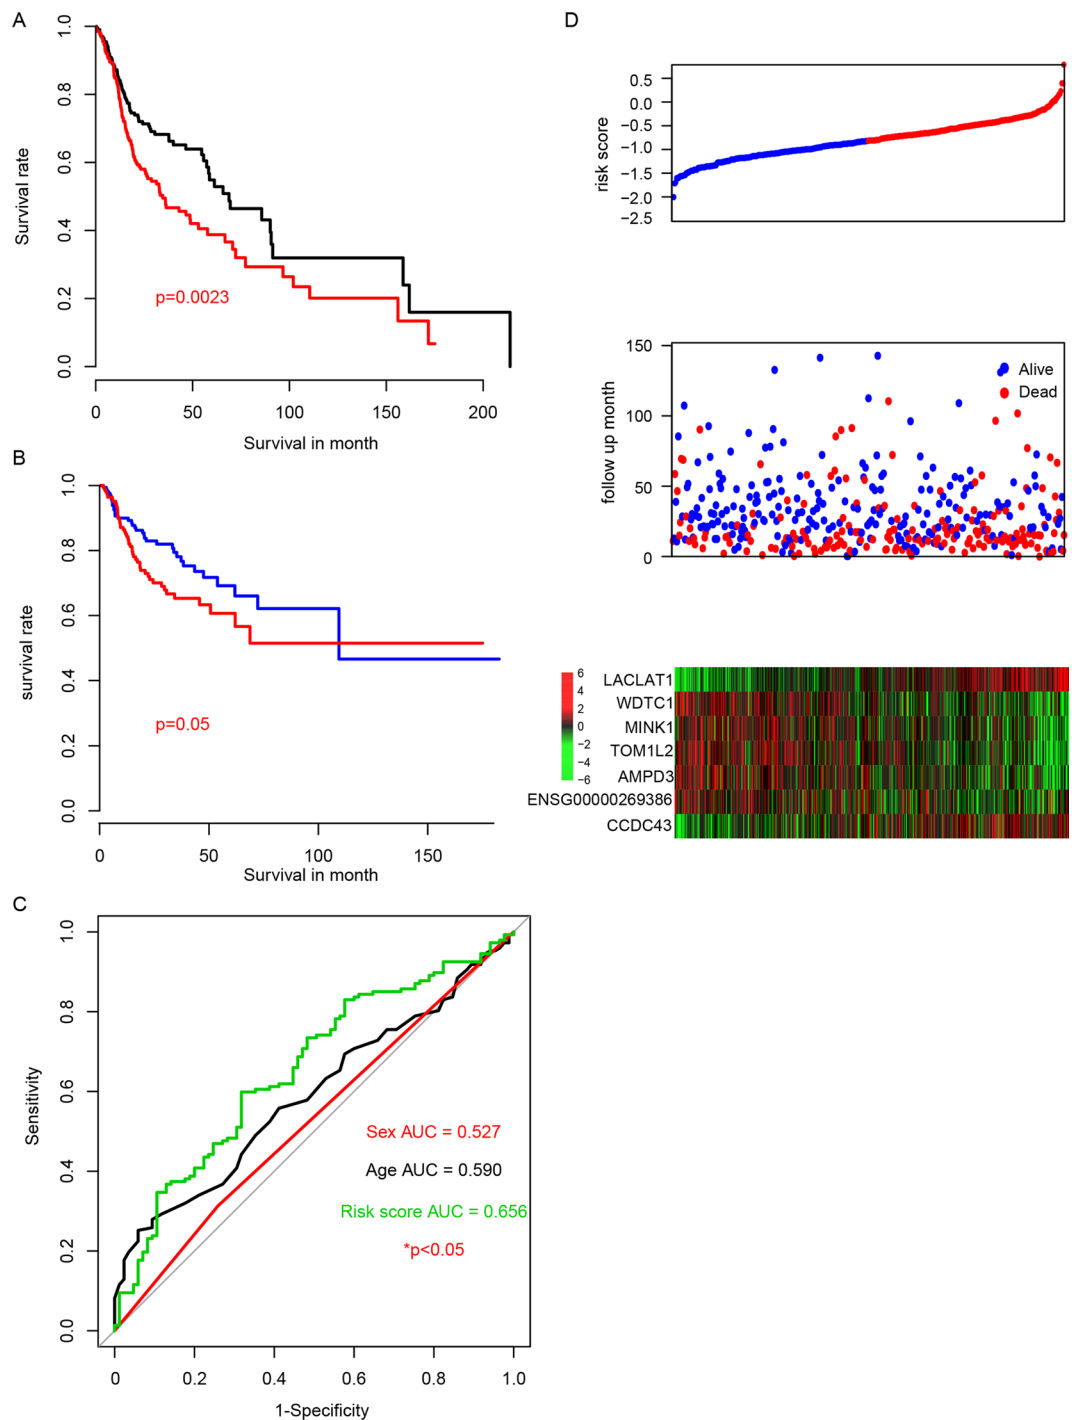 A
1.0
0.8
0.6
0.4
0.2
0.0
Survival rate
p=0.0023
0 50 100 150 200
Survival in month
B
1.0
0.8
0.6
0.4
0.2
0.0
survival rate
p=0.05
0 50 100 150
Survival in month
C
1.0
0.8
0.6
0.4
0.2
0.0
Sensitivity
Sex AUC = 0.527
Age AUC = 0.590
Risk score AUC = 0.656
*p<0.05
0 0.2 0.4 0.6 0.8 1.0
1-Specificity
D
0.5
0.0
−0.5
−1.0
−1.5
−2.0
−2.5
risk score
150
100
50
0
follow up month
Alive
Dead
6
4
2
0
−2
−4
−6
LACLAT1
WDTC1
MINK1
TOM1L2
AMPD3
ENSG00000269386
CCDC43